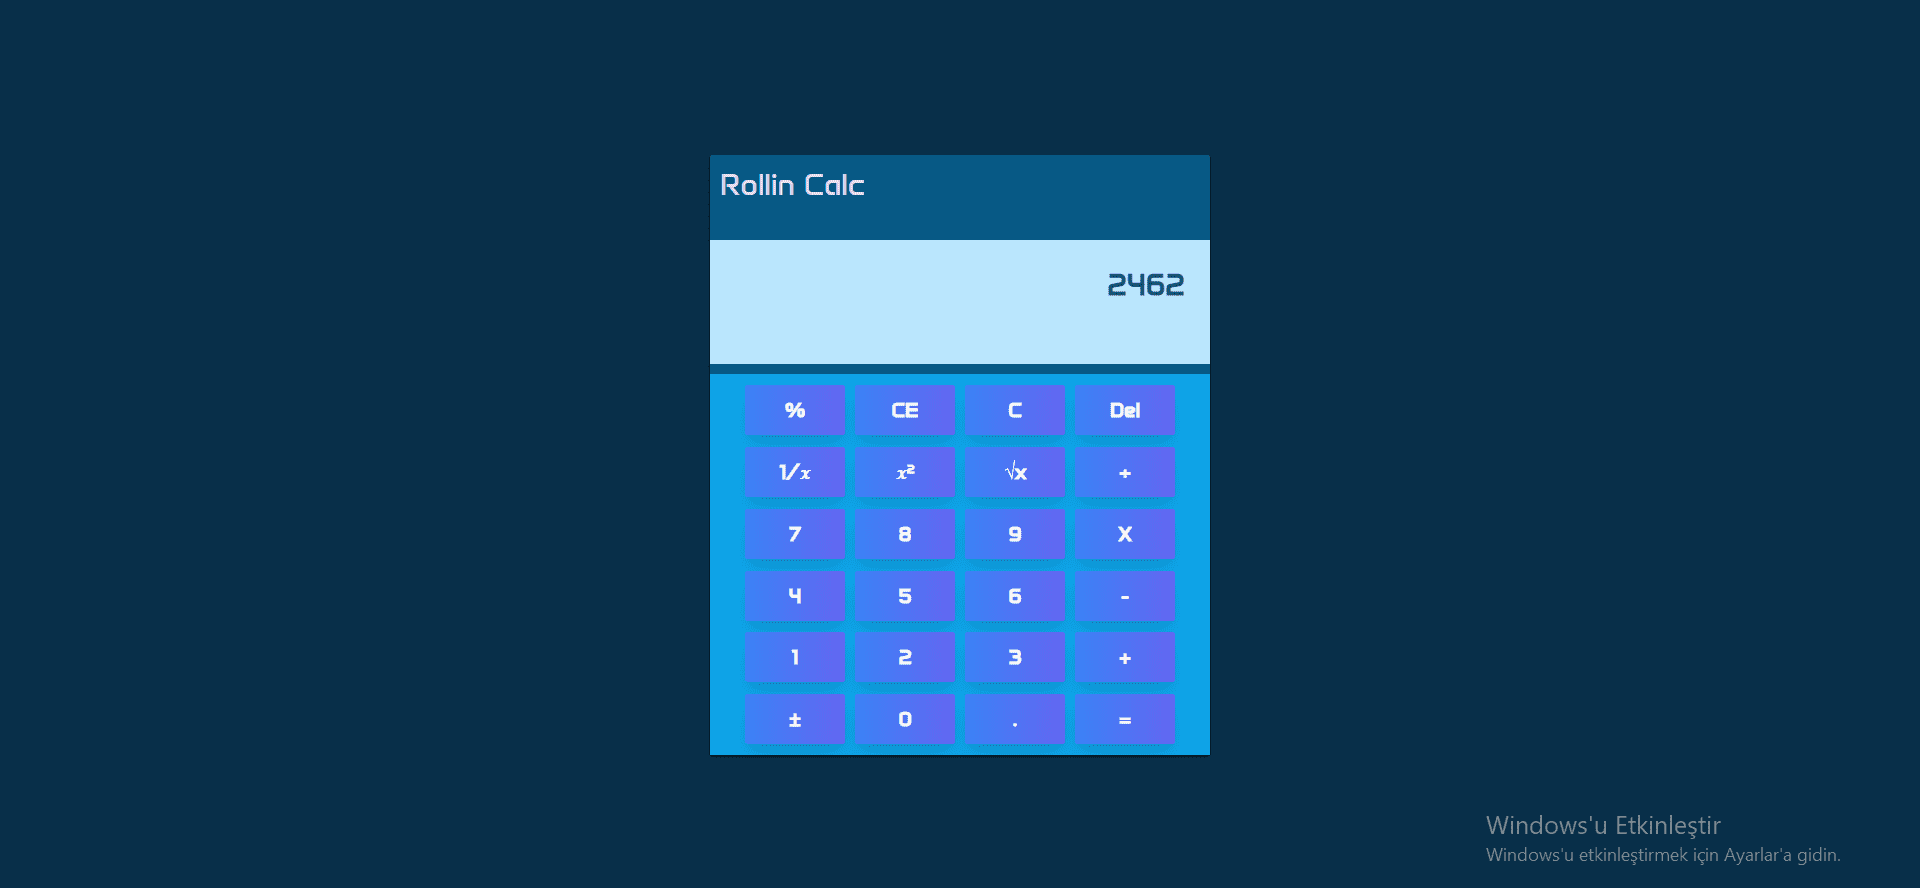 Rollin Calc
2462
% CE C Del
1/x x² √x +
7 8 9 X
4 5 6 -
1 2 3 +
± 0 . =
Windows'u Etkinleştir
Windows'u etkinleştirmek için Ayarlar'a gidin.